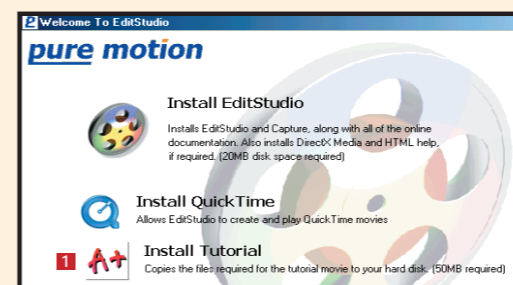 Welcome To EditStudio
pure motion
Install EditStudio
Installs EditStudio and Capture, along with all of the online
documentation. Also installs DirectX Media and HTML help,
if required. (20MB disk space required)
Install QuickTime
Allows EditStudio to create and play QuickTime movies
1 A+ Install Tutorial
Copies the files required for the tutorial movie to your hard disk. (50MB required)